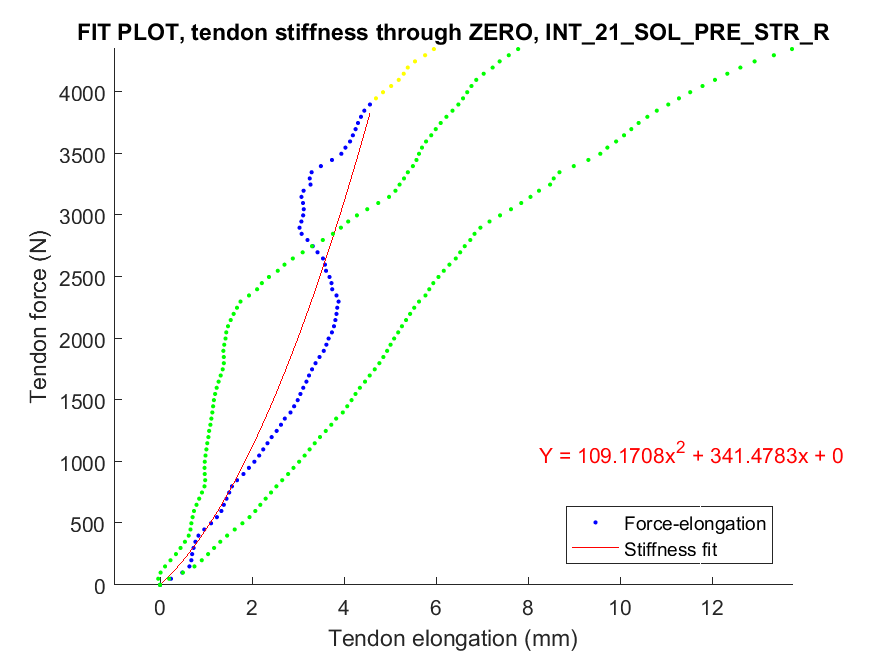 FIT PLOT, tendon stiffness through ZERO, INT_21_SOL_PRE_STR_R
4000
3500
3000
2500
2000
1500
1000
500
0
Tendon force (N)
Y = 109.1708x² + 341.4783x + 0
Force-elongation
Stiffness fit
0 2 4 6 8 10 12
Tendon elongation (mm)